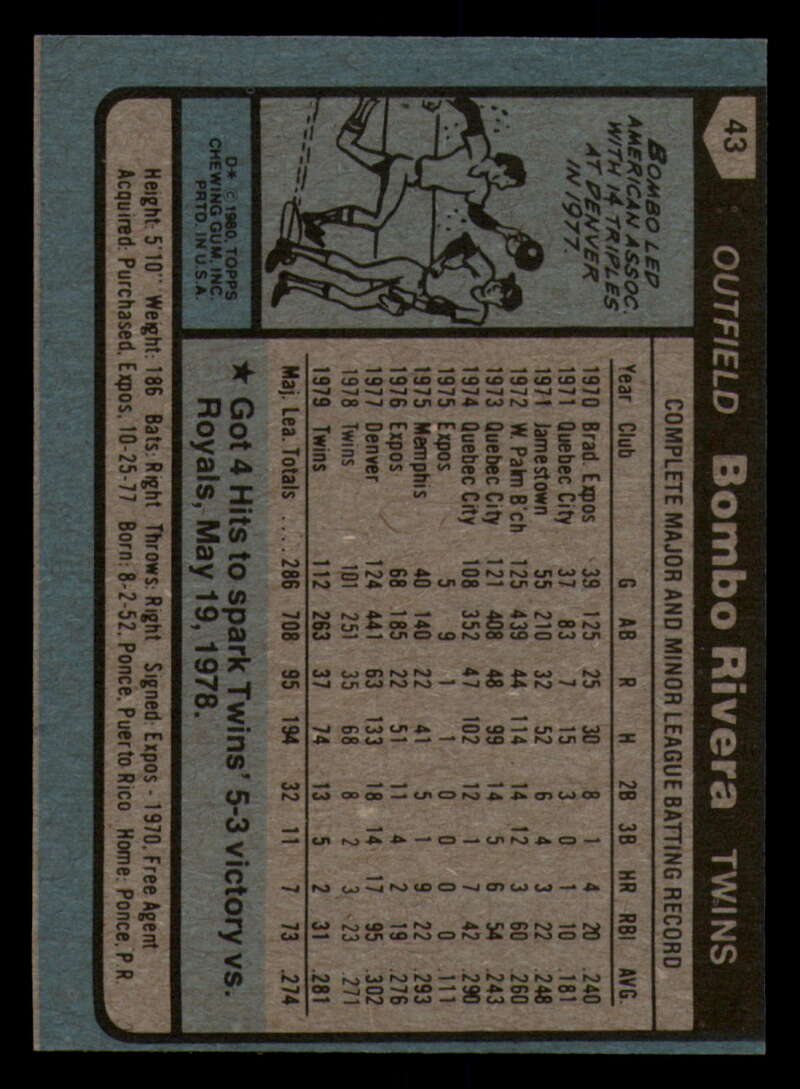 43 OUTFIELD Bombo Rivera TWINS
BOMBO LED
AMERICAN ASSOC.
WITH 14 TRIPLES
AT DENVER
IN 1977.
D* © 1980, TOPPS
CHEWING GUM, INC.
PRTD. IN U.S.A.
COMPLETE MAJOR AND MINOR LEAGUE BATTING RECORD
Year Club G AB R H 2B 3B HR RBI AVG.
1970 Brad. Expos 39 125 25 30 8 1 4 20 .240
1971 Quebec City 37 83 7 15 3 0 1 10 .181
1971 Jamestown 55 210 32 52 6 4 3 22 .248
1972 W. Palm B'ch 125 439 44 114 14 12 3 60 .260
1973 Quebec City 121 408 48 99 14 5 6 54 .243
1974 Quebec City 108 352 47 102 12 1 7 42 .290
1975 Expos 5 9 1 1 0 0 0 0 .111
1975 Memphis 40 140 22 41 5 1 9 22 .293
1976 Expos 68 185 22 51 11 4 2 19 .276
1977 Denver 124 441 63 133 18 14 17 95 .302
1978 Twins 101 251 35 68 8 2 3 23 .271
1979 Twins 112 263 37 74 13 5 2 31 .281
Maj. Lea. Totals .... 286 708 95 194 32 11 7 73 .274
★ Got 4 Hits to spark Twins' 5-3 victory vs.
Royals, May 19, 1978.
Height: 5'10" Weight: 186 Bats: Right Throws: Right Signed: Expos - 1970, Free Agent
Acquired: Purchased, Expos, 10-25-77 Born: 8-2-52, Ponce, Puerto Rico Home: Ponce, P.R.